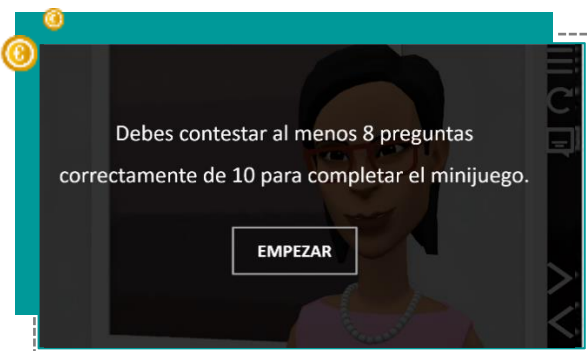 Debes contestar al menos 8 preguntas
correctamente de 10 para completar el minijuego.
EMPEZAR